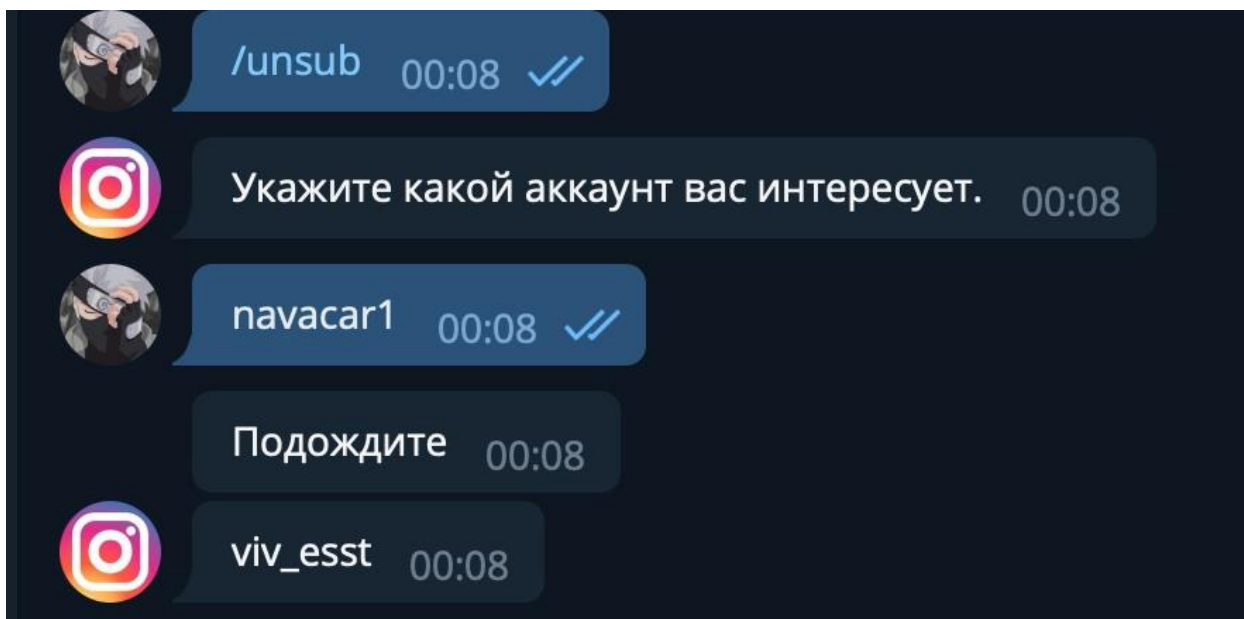 /unsub 00:08
Укажите какой аккаунт вас интересует. 00:08
navacar1 00:08
Подождите 00:08
viv_esst 00:08